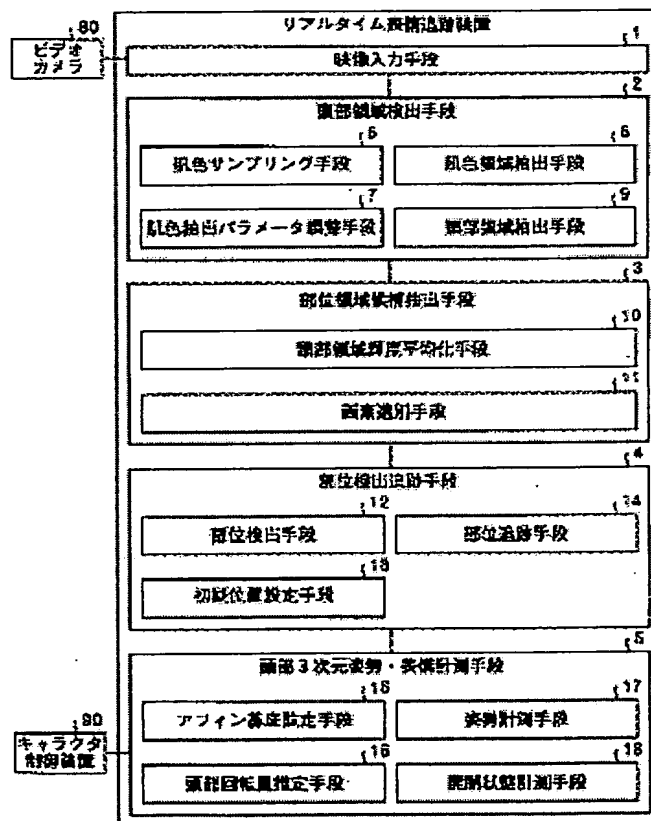 80
ビデオ
カメラ
リアルタイム表情追跡装置
1
映像入力手段
2
頭部領域検出手段
6
肌色サンプリング手段
8
肌色領域抽出手段
7
肌色抽出パラメータ調整手段
9
頭部領域抽出手段
3
部位領域候補抽出手段
10
頭部領域輝度平均化手段
11
画素選別手段
4
部位検出追跡手段
12
部位検出手段
14
部位追跡手段
13
初期位置設定手段
5
頭部3次元姿勢・表情計測手段
15
アフィン基底設定手段
17
姿勢計測手段
90
キャラクタ
制御装置
16
頭部回転量推定手段
18
開閉状態計測手段